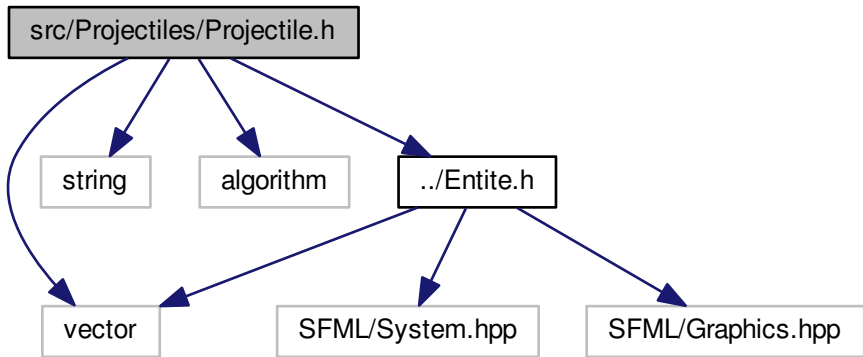 src/Projectiles/Projectile.h
string
algorithm
../Entite.h
vector
SFML/System.hpp
SFML/Graphics.hpp